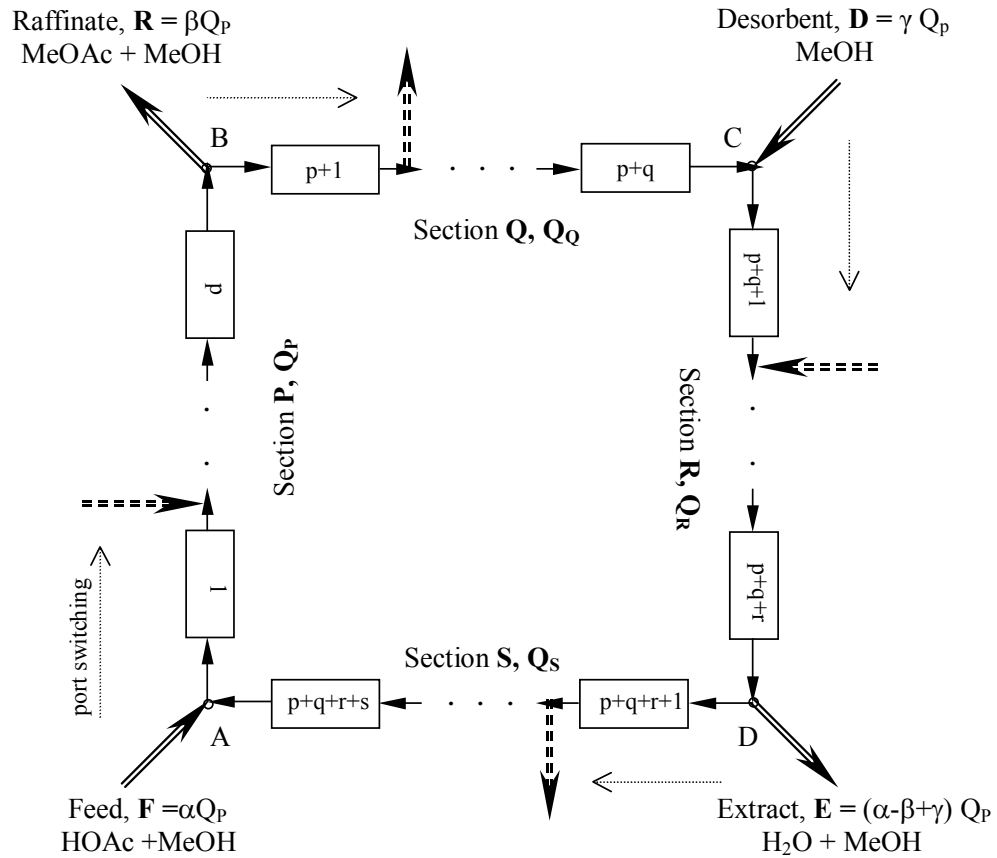 Raffinate, R = βQP
MeOAc + MeOH
Desorbent, D = γ Qp
MeOH
B
C
p+1
. . .
p+q
Section Q, QQ
p
p+q+1
.
.
Section P, QP
.
.
Section R, QR
1
p+q+r
port switching
Section S, QS
p+q+r+s
. . .
p+q+r+1
A
D
Feed, F =αQP
HOAc +MeOH
Extract, E = (α-β+γ) QP
H2O + MeOH